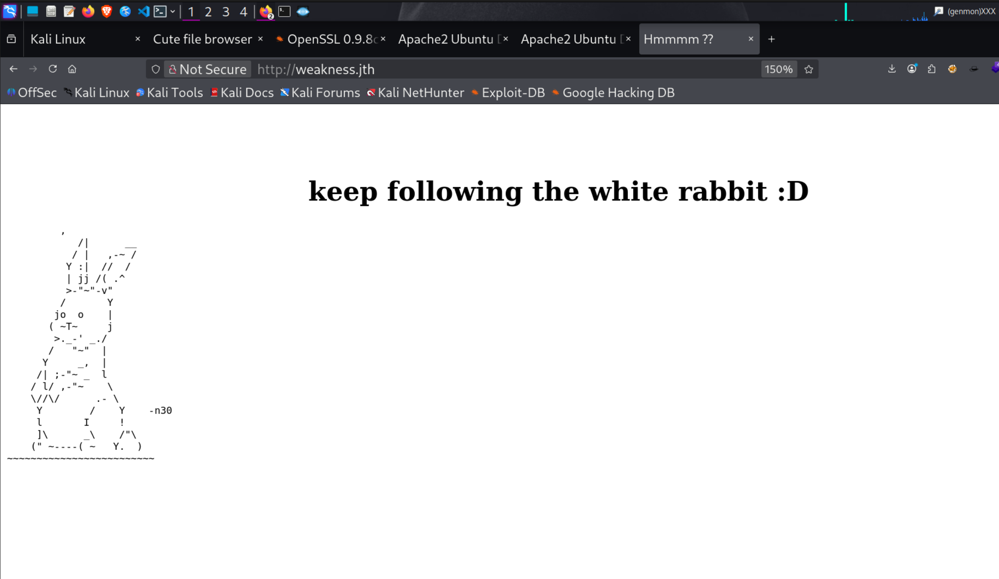 1 2 3 4 2 (genmon)XXX
Kali Linux × Cute file browser × OpenSSL 0.9.8c × Apache2 Ubuntu [ × Apache2 Ubuntu [ × Hmmmm ?? × +
Not Secure http://weakness.jth 150%
OffSec Kali Linux Kali Tools Kali Docs Kali Forums Kali NetHunter Exploit-DB Google Hacking DB
keep following the white rabbit :D
         ,
            /|      __
           / |   ,-~ /
          Y :|  //  /
          | jj /( .^
          >-"~"-v"
         /       Y
        jo  o    |
       ( ~T~     j
        >._-' _./
       /   "~"  |
      Y     _,  |
     /| ;-"~ _  l
    / l/ ,-"~    \
    \//\/      .- \
     Y        /    Y    -n30
     l       I     !
     ]\      _\    /"\
    (" ~----( ~   Y.  )
~~~~~~~~~~~~~~~~~~~~~~~~~